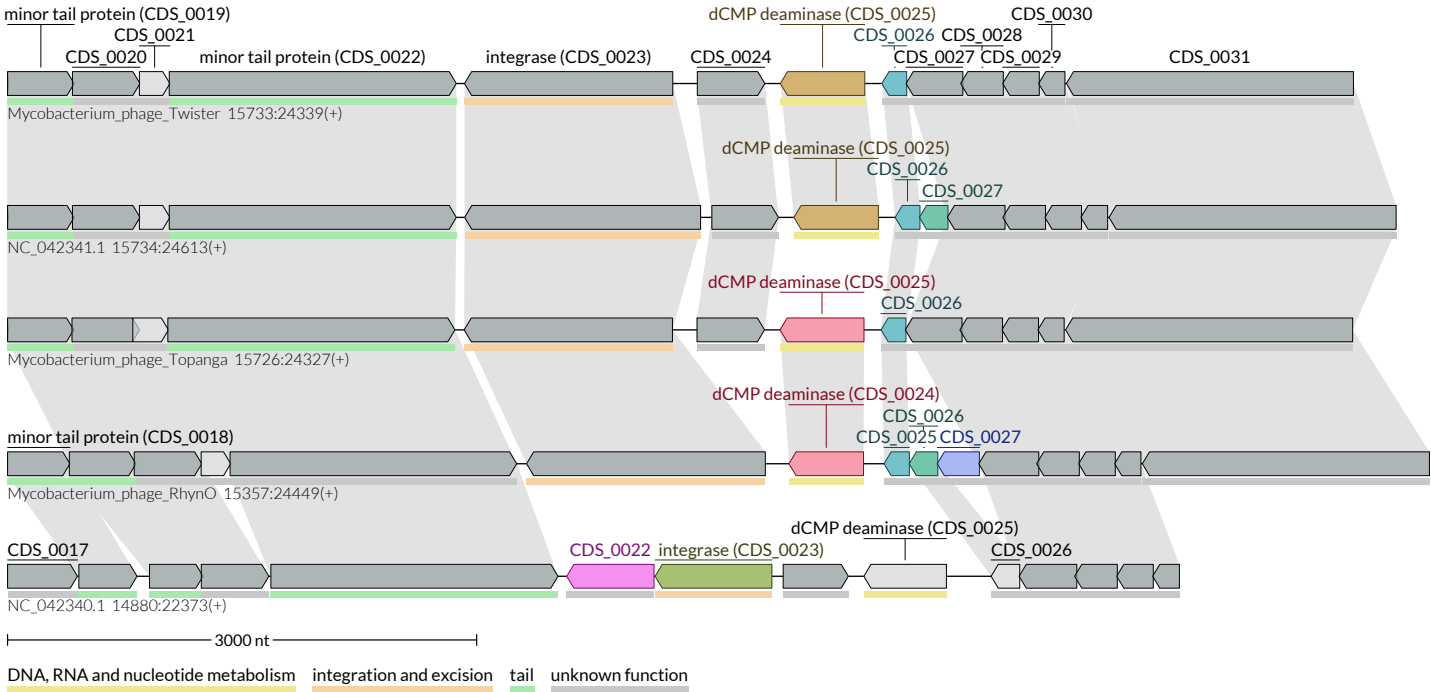 minor tail protein (CDS_0019) dCMP deaminase (CDS_0025) CDS_0030
CDS_0021 CDS_0026 CDS_0028
CDS_0020 minor tail protein (CDS_0022) integrase (CDS_0023) CDS_0024 CDS_0027 CDS_0029 CDS_0031
Mycobacterium_phage_Twister 15733:24339(+)
dCMP deaminase (CDS_0025)
CDS_0026
CDS_0027
NC_042341.1 15734:24613(+)
dCMP deaminase (CDS_0025)
CDS_0026
Mycobacterium_phage_Topanga 15726:24327(+)
dCMP deaminase (CDS_0024)
CDS_0026
minor tail protein (CDS_0018) CDS_0025 CDS_0027
Mycobacterium_phage_RhynO 15357:24449(+)
dCMP deaminase (CDS_0025)
CDS_0017 CDS_0022 integrase (CDS_0023) CDS_0026
NC_042340.1 14880:22373(+)
3000 nt
DNA, RNA and nucleotide metabolism integration and excision tail unknown function